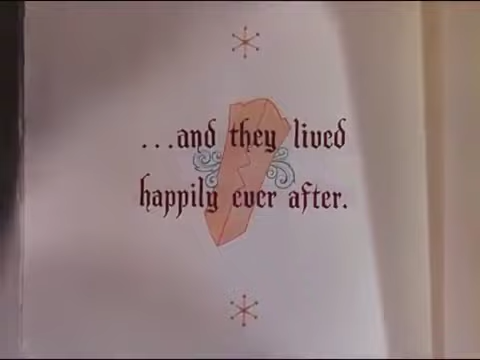 ...and they lived
happily ever after.